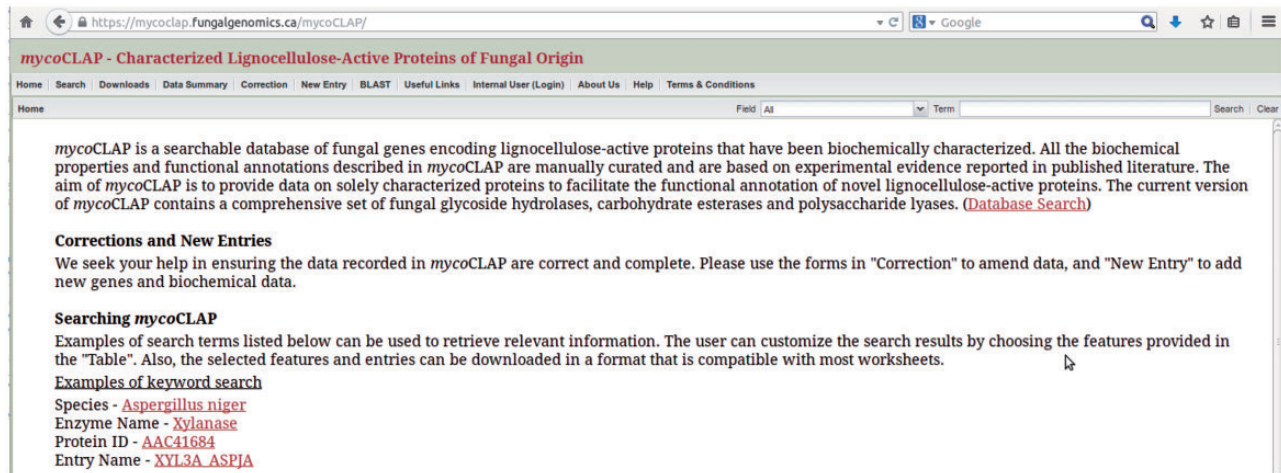 https://mycoclap.fungalgenomics.ca/mycoCLAP/
Google
mycoCLAP - Characterized Lignocellulose-Active Proteins of Fungal Origin
Home Search Downloads Data Summary Correction New Entry BLAST Useful Links Internal User (Login) About Us Help Terms & Conditions
Home Field All Term Search Clear
mycoCLAP is a searchable database of fungal genes encoding lignocellulose-active proteins that have been biochemically characterized. All the biochemical
properties and functional annotations described in mycoCLAP are manually curated and are based on experimental evidence reported in published literature. The
aim of mycoCLAP is to provide data on solely characterized proteins to facilitate the functional annotation of novel lignocellulose-active proteins. The current version
of mycoCLAP contains a comprehensive set of fungal glycoside hydrolases, carbohydrate esterases and polysaccharide lyases. (Database Search)
Corrections and New Entries
We seek your help in ensuring the data recorded in mycoCLAP are correct and complete. Please use the forms in "Correction" to amend data, and "New Entry" to add
new genes and biochemical data.
Searching mycoCLAP
Examples of search terms listed below can be used to retrieve relevant information. The user can customize the search results by choosing the features provided in
the "Table". Also, the selected features and entries can be downloaded in a format that is compatible with most worksheets.
Examples of keyword search
Species - Aspergillus niger
Enzyme Name - Xylanase
Protein ID - AAC41684
Entry Name - XYL3A_ASPJA